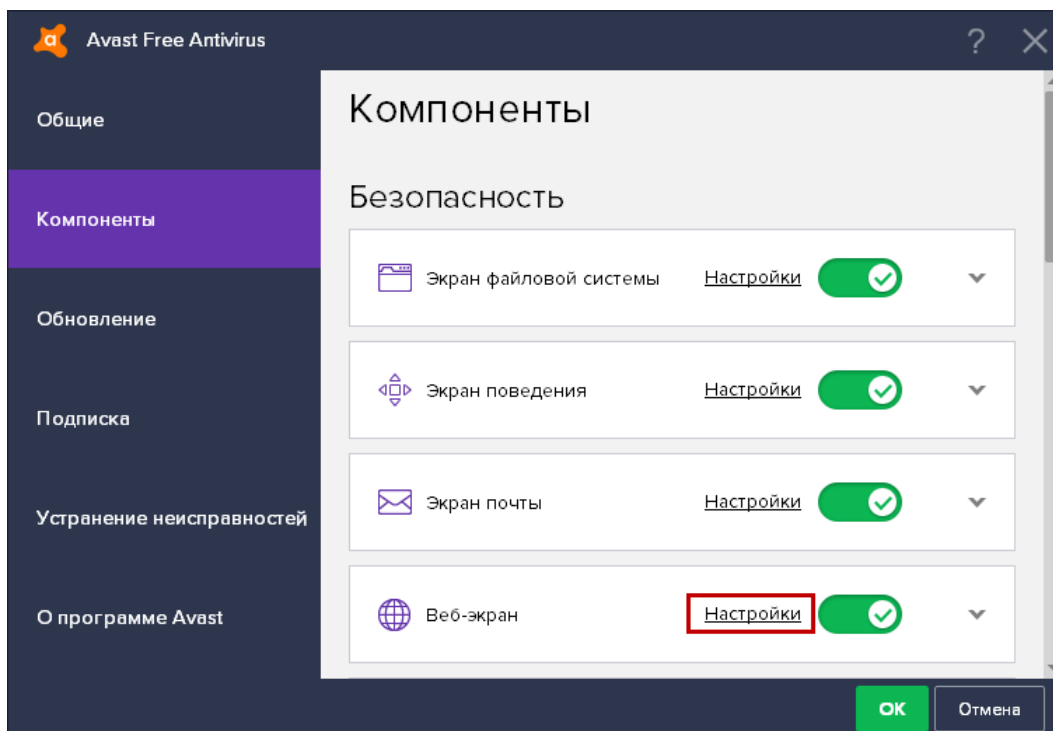 Avast Free Antivirus
?
Общие
Компоненты
Обновление
Подписка
Устранение неисправностей
О программе Avast
Компоненты
Безопасность
Экран файловой системы Настройки
Экран поведения Настройки
Экран почты Настройки
Веб-экран Настройки
ОК Отмена